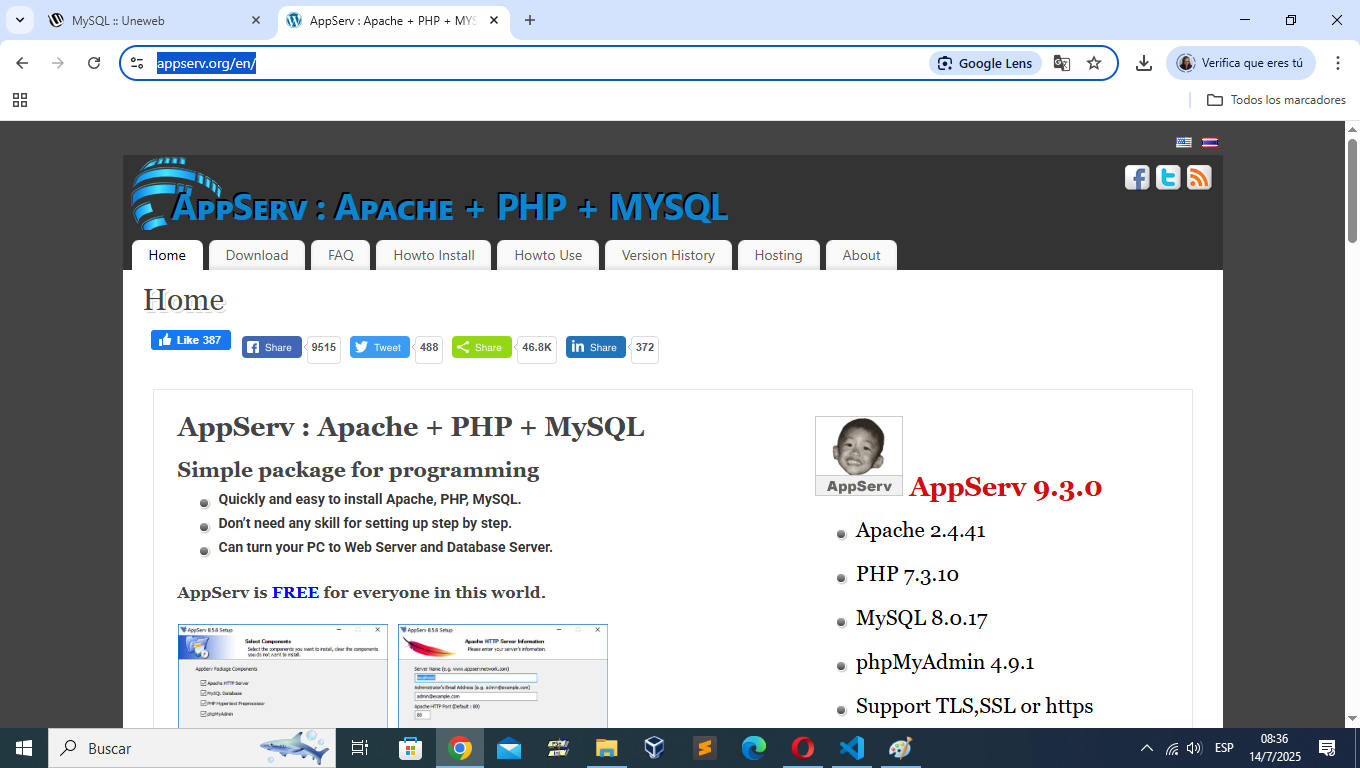 MySQL :: Uneweb
AppServ : Apache + PHP + MYS
appserv.org/en/
Google Lens
Verifica que eres tú
Todos los marcadores
AppServ : Apache + PHP + MYSQL
Home
Download
FAQ
Howto Install
Howto Use
Version History
Hosting
About
Home
Like 387
Share
9515
Tweet
488
Share
46.8K
Share
372
AppServ : Apache + PHP + MySQL
Simple package for programming
Quickly and easy to install Apache, PHP, MySQL.
Don't need any skill for setting up step by step.
Can turn your PC to Web Server and Database Server.
AppServ is FREE for everyone in this world.
AppServ 8.5.6 Setup
Select Components
Select the components you want to install, clear the components
you do not want to install.
AppServ Package Components
Apache HTTP Server
MySQL Database
PHP Hypertext Preprocessor
phpMyAdmin
AppServ 8.5.6 Setup
Apache HTTP Server Information
Please enter your server's information.
Server Name (e.g. www.appservnetwork.com)
localhost
Administrator's Email Address (e.g. admin@example.com)
admin@example.com
Apache HTTP Port (Default : 80)
80
AppServ
AppServ 9.3.0
Apache 2.4.41
PHP 7.3.10
MySQL 8.0.17
phpMyAdmin 4.9.1
Support TLS,SSL or https
Buscar
ESP
08:36
14/7/2025